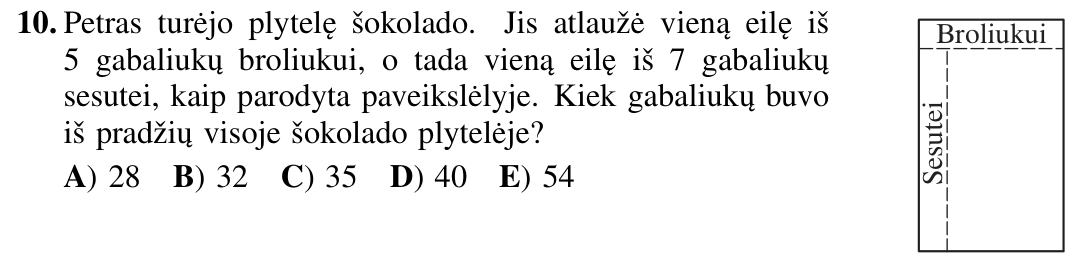 10. Petras turėjo plytelę šokolado. Jis atlaužė vieną eilę iš
5 gabaliukų broliukui, o tada vieną eilę iš 7 gabaliukų
sesutei, kaip parodyta paveikslėlyje. Kiek gabaliukų buvo
iš pradžių visoje šokolado plytelėje?
A) 28 B) 32 C) 35 D) 40 E) 54
Broliukui
Sesutei